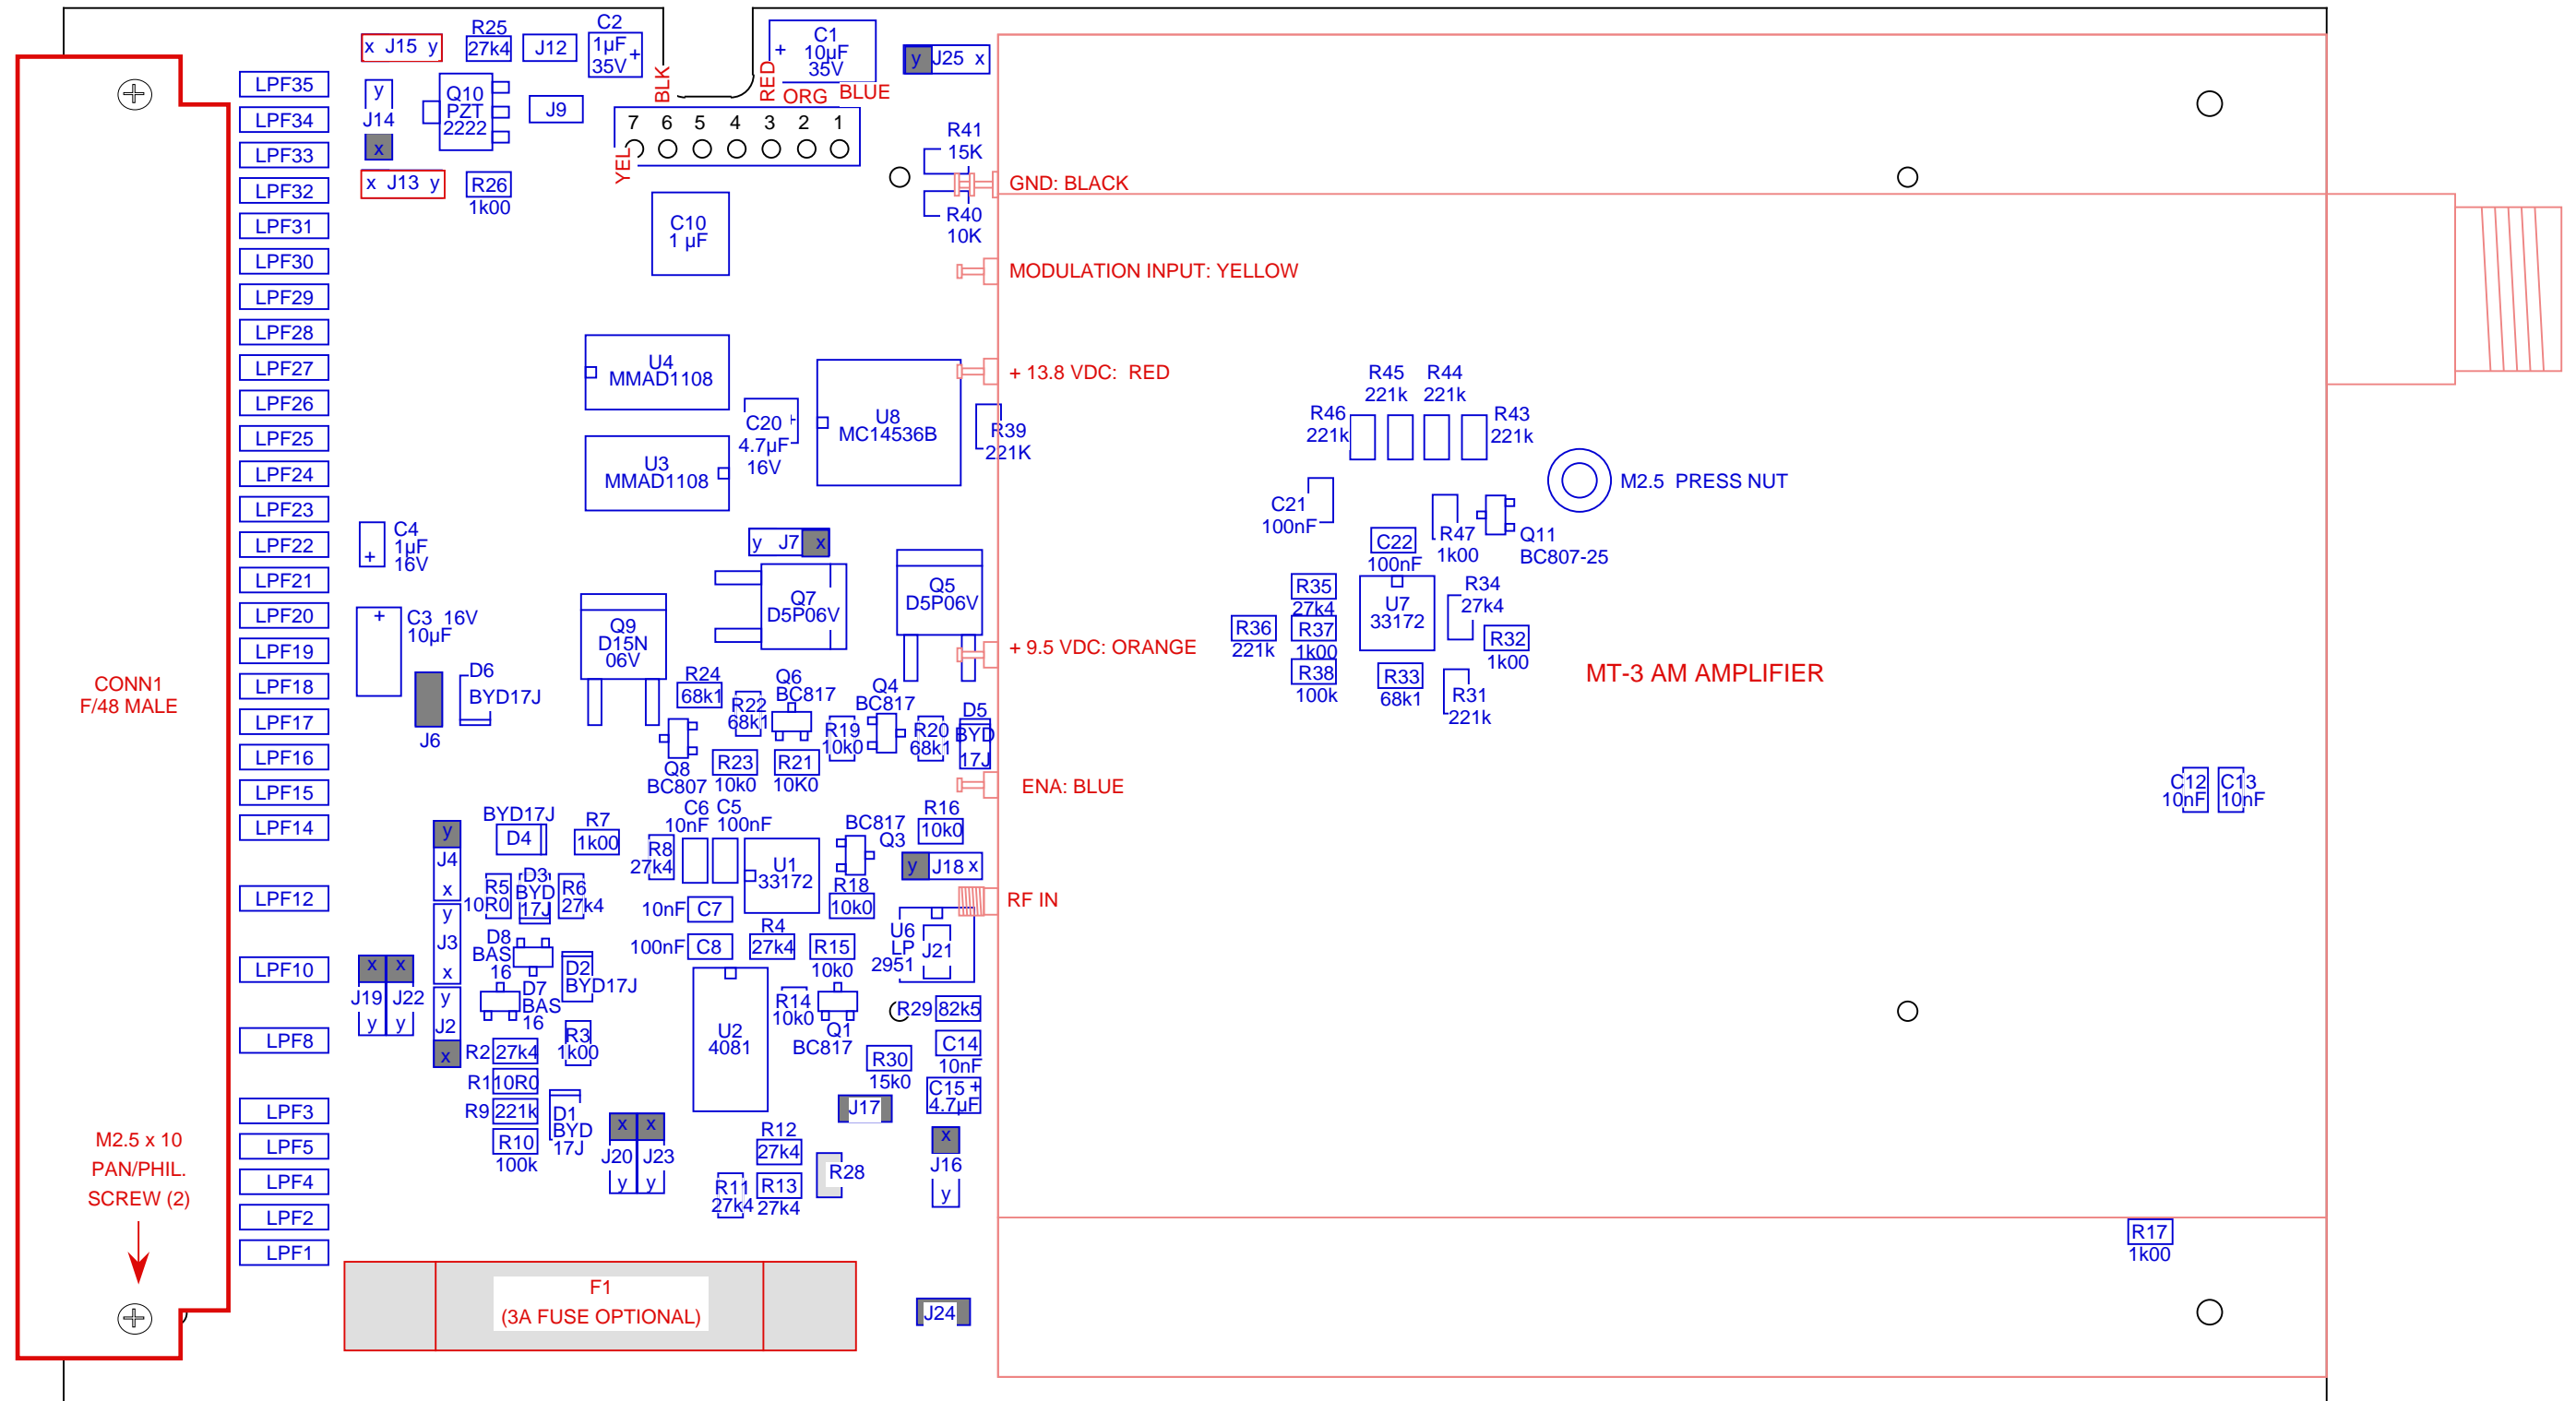 x J15 y
R25
27k4
J12
C2
1µF
35V
+
C1
+ 10µF
35V
y J25 x
BLK
RED
ORG
BLUE
YEL
7 6 5 4 3 2 1
LPF35
LPF34
LPF33
LPF32
LPF31
LPF30
LPF29
LPF28
LPF27
LPF26
LPF25
LPF24
LPF23
LPF22
LPF21
LPF20
LPF19
LPF18
LPF17
LPF16
LPF15
LPF14
LPF12
LPF10
LPF8
LPF3
LPF5
LPF4
LPF2
LPF1
y
J14
x
Q10
PZT
2222
J9
x J13 y
R26
1k00
R41
15K
R40
10K
C10
1 µF
GND: BLACK
MODULATION INPUT: YELLOW
+ 13.8 VDC: RED
+ 9.5 VDC: ORANGE
ENA: BLUE
RF IN
U4
MMAD1108
U3
MMAD1108
C20
+
4.7µF
16V
U8
MC14536B
R39
221K
R45
221k
R44
221k
R46
221k
R43
221k
M2.5 PRESS NUT
C21
100nF
C22
100nF
R47
1k00
Q11
BC807-25
R35
27k4
R36
221k
R37
1k00
R38
100k
U7
33172
R34
27k4
R32
1k00
R33
68k1
R31
221k
MT-3 AM AMPLIFIER
C12
10nF
C13
10nF
R17
1k00
C4
1µF
+
16V
+
C3 16V
10µF
J6
D6
BYD17J
y J7 x
Q7
D5P06V
Q5
D5P06V
Q9
D15N
06V
R24
68k1
R22
68k1
Q6
BC817
Q4
BC817
R19
10k0
R20
68k1
D5
BYD
17J
Q8
BC807
R23
10k0
R21
10K0
CONN1
F/48 MALE
BYD17J
D4
R7
1k00
C6
10nF
C5
100nF
R8
27k4
U1
33172
BC817
Q3
R16
10k0
y J18 x
R18
10k0
y
J4
x
y
J3
x
y
J2
x
R5
10R0
D3
BYD
17J
R6
27k4
10nF C7
100nF C8
R4
27k4
R15
10k0
U6
LP
2951
J21
D8
BAS
16
D2
BYD17J
D7
BAS
16
x
J19
y
x
J22
y
R14
10k0
Q1
BC817
R29 82k5
U2
4081
R3
1k00
R2 27k4
R1 10R0
R9 221k
R10
100k
D1
BYD
17J
R30
15k0
C14
10nF
C15 +
4.7µF
J17
x
J20
y
x
J23
y
R12
27k4
R11
27k4
R13
27k4
R28
x
J16
y
M2.5 x 10
PAN/PHIL.
SCREW (2)
F1
(3A FUSE OPTIONAL)
J24